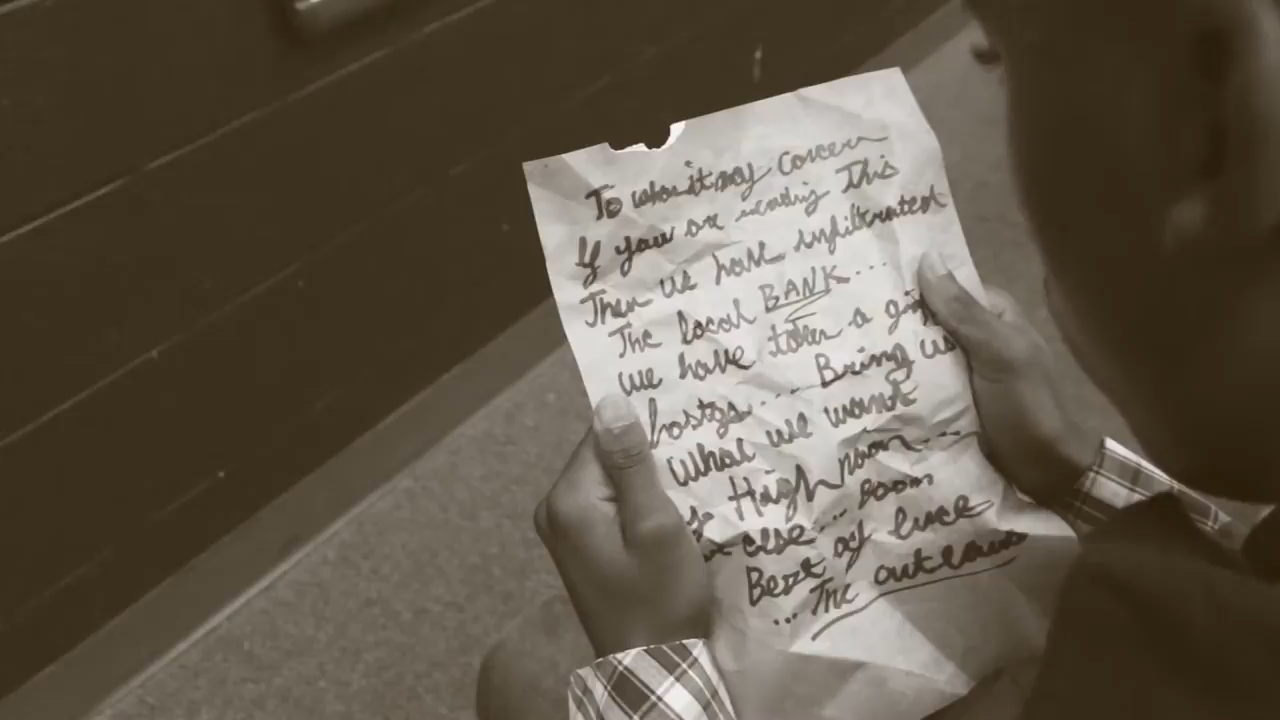 To whom it may concern
If you are reading This
Then we have infiltrated
The local BANK...
we have taken a
.... Bring us
What we want
High noon...
else.... Boom
Best of luck
... The outlaws